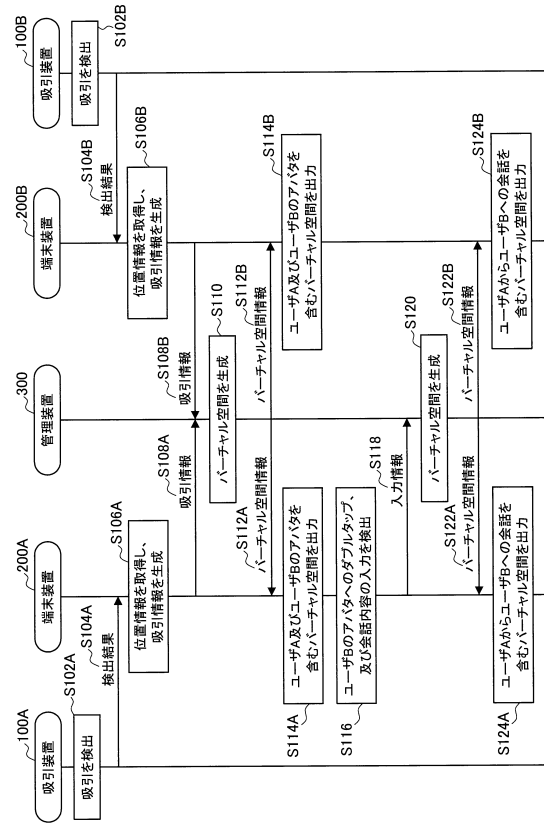 100A
吸引装置
200A
端末装置
300
管理装置
200B
端末装置
100B
吸引装置
S102A
吸引を検出
S102B
吸引を検出
S104A
検出結果
S104B
検出結果
S106A
位置情報を取得し、
吸引情報を生成
S106B
位置情報を取得し、
吸引情報を生成
S108A
吸引情報
S108B
吸引情報
S110
バーチャル空間を生成
S112A
バーチャル空間情報
S112B
バーチャル空間情報
S114A
ユーザA及びユーザBのアバタを
含むバーチャル空間を出力
S114B
ユーザA及びユーザBのアバタを
含むバーチャル空間を出力
S116
ユーザBのアバタへのダブルタップ、
及び会話内容の入力を検出
S118
入力情報
S120
バーチャル空間を生成
S122A
バーチャル空間情報
S122B
バーチャル空間情報
S124A
ユーザAからユーザBへの会話を
含むバーチャル空間を出力
S124B
ユーザAからユーザBへの会話を
含むバーチャル空間を出力